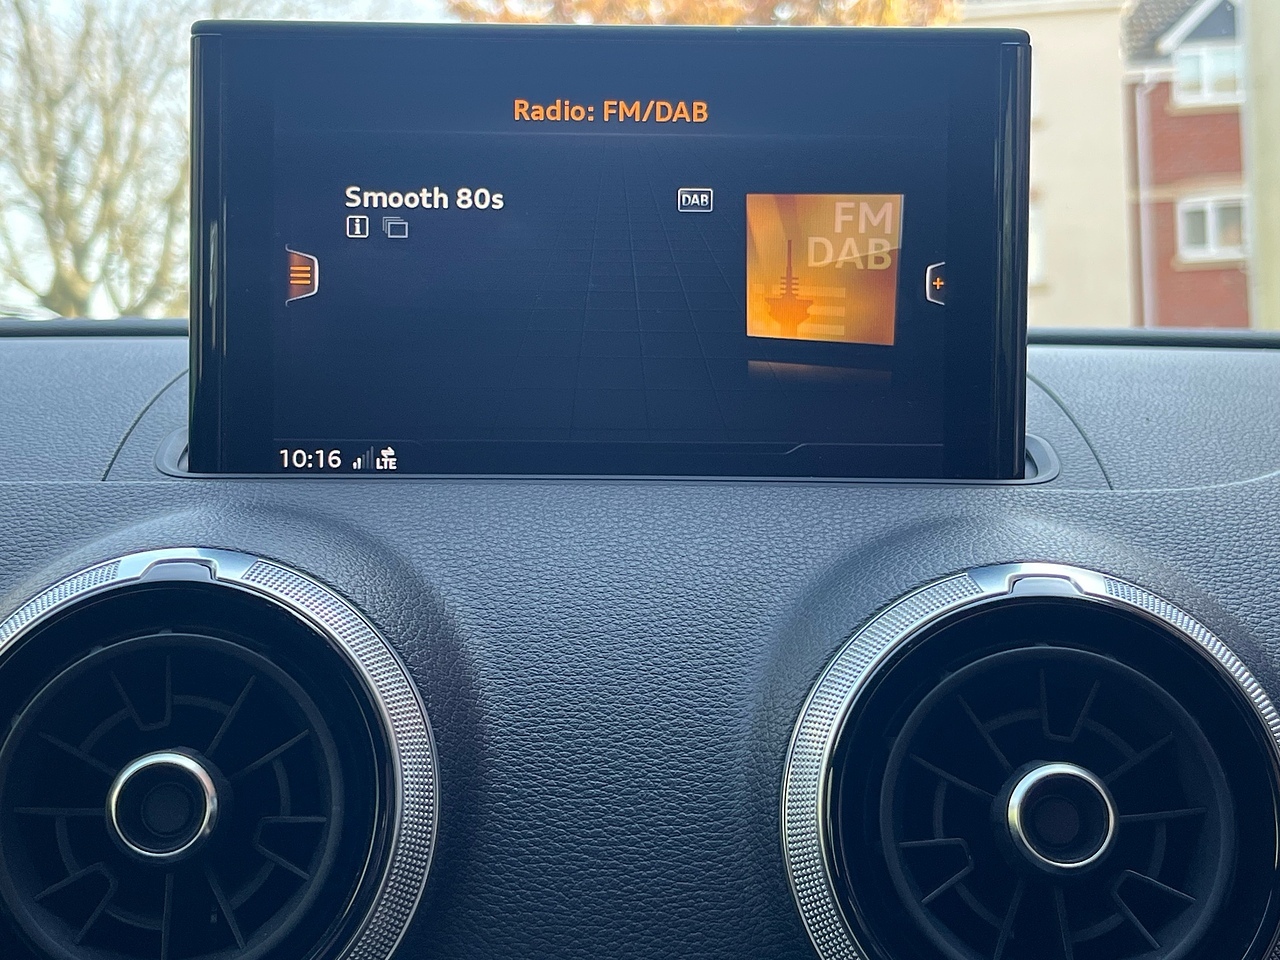 Radio: FM/DAB
Smooth 80s
DAB
i
FM
DAB
+
10:16
LTE